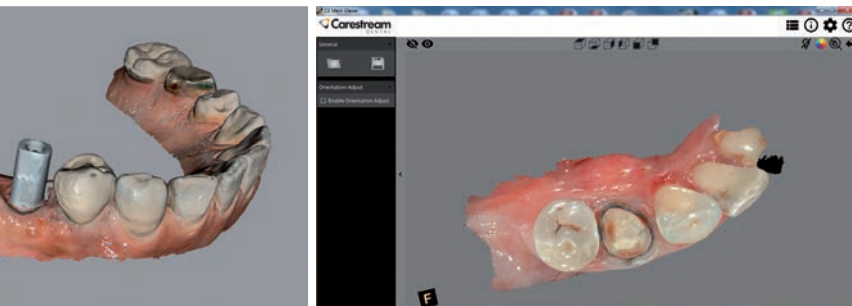 CS Mesh Viewer
Carestream
DENTAL
General
Orientation Adjust
Enable Orientation Adjust
F